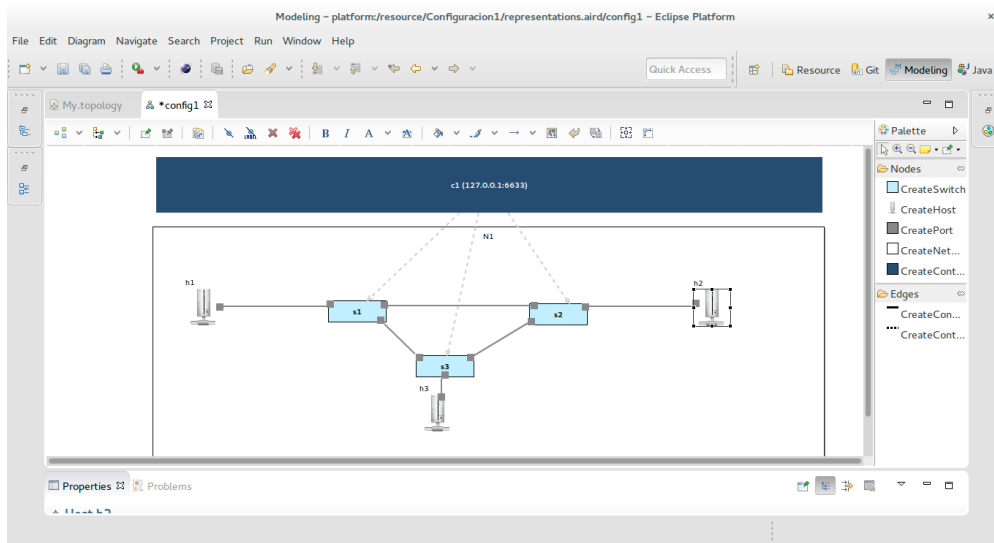 Modeling – platform:/resource/Configuracion1/representations.aird/config1 – Eclipse Platform
File Edit Diagram Navigate Search Project Run Window Help
Quick Access
Resource Git Modeling Java
My.topology *config1
B I A
Palette
Nodes
CreateSwitch
CreateHost
CreatePort
CreateNet...
CreateCont...
Edges
CreateCon...
CreateCont...
c1 (127.0.0.1:6633)
N1
h1
h2
s1
s2
s3
h3
Properties Problems
Host h2